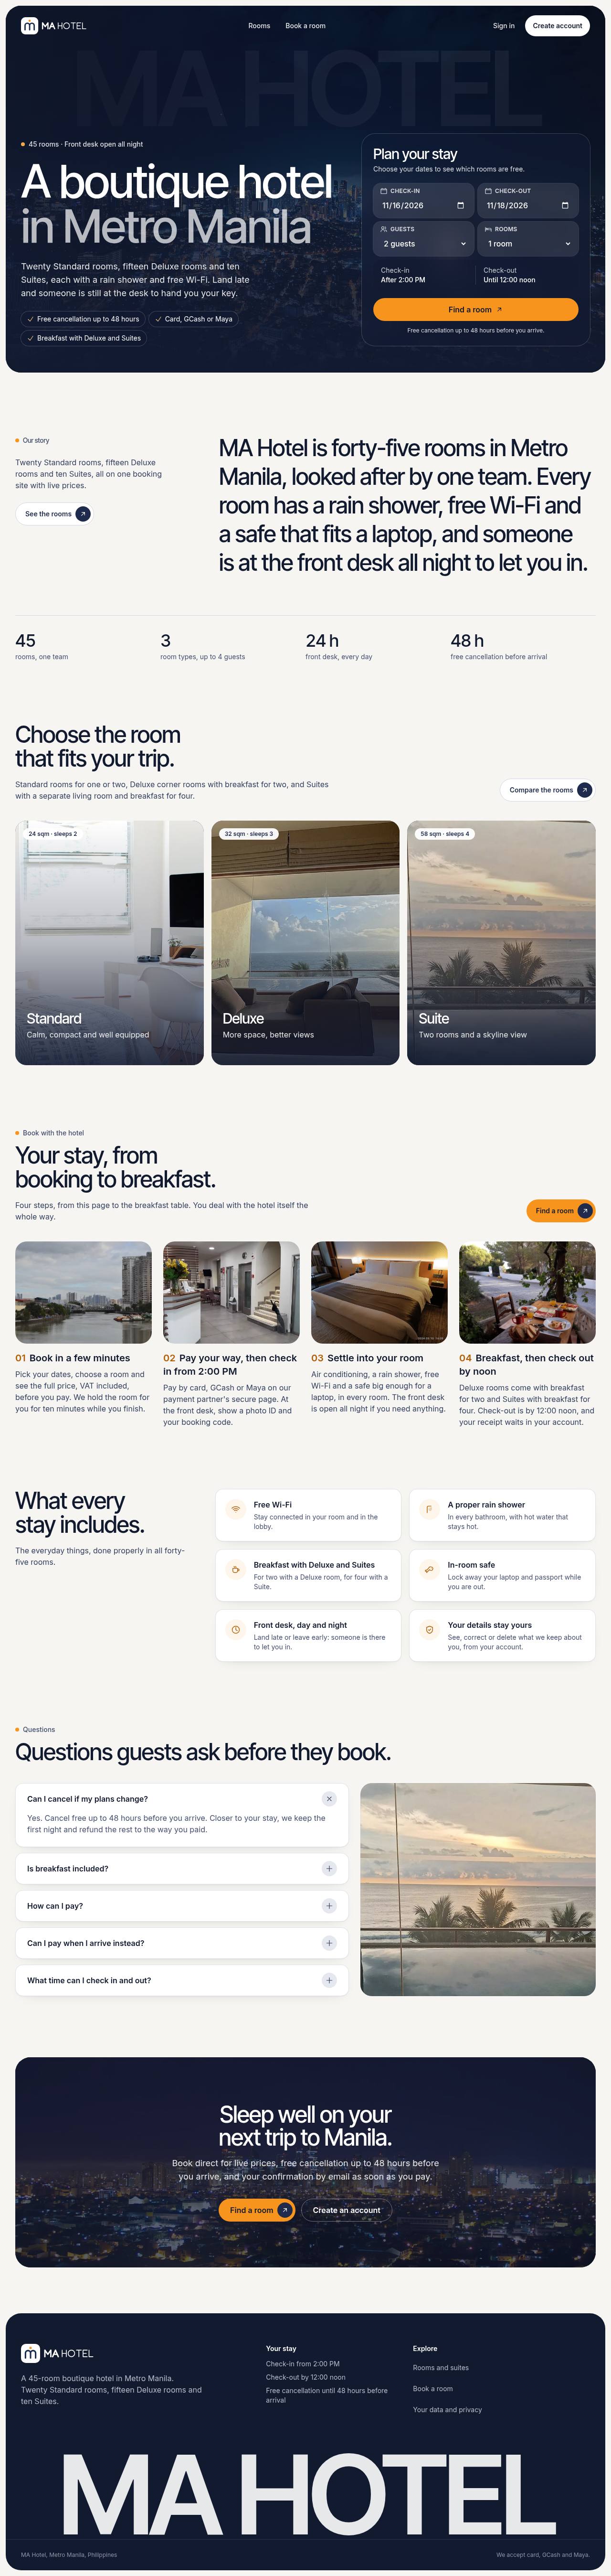 MA HOTEL
Rooms
Book a room
Sign in
Create account
MA HOTEL
45 rooms · Front desk open all night
A boutique hotel
in Metro Manila
Twenty Standard rooms, fifteen Deluxe rooms and ten
Suites, each with a rain shower and free Wi-Fi. Land late
and someone is still at the desk to hand you your key.
Free cancellation up to 48 hours
Card, GCash or Maya
Breakfast with Deluxe and Suites
Plan your stay
Choose your dates to see which rooms are free.
CHECK-IN
11/16/2026
CHECK-OUT
11/18/2026
GUESTS
2 guests
ROOMS
1 room
Check-in
After 2:00 PM
Check-out
Until 12:00 noon
Find a room
Free cancellation up to 48 hours before you arrive.
Our story
Twenty Standard rooms, fifteen Deluxe
rooms and ten Suites, all on one booking
site with live prices.
See the rooms
MA Hotel is forty-five rooms in Metro
Manila, looked after by one team. Every
room has a rain shower, free Wi-Fi and
a safe that fits a laptop, and someone
is at the front desk all night to let you in.
45
rooms, one team
3
room types, up to 4 guests
24 h
front desk, every day
48 h
free cancellation before arrival
Choose the room
that fits your trip.
Standard rooms for one or two, Deluxe corner rooms with breakfast for two, and Suites
with a separate living room and breakfast for four.
Compare the rooms
24 sqm · sleeps 2
Standard
Calm, compact and well equipped
32 sqm · sleeps 3
Deluxe
More space, better views
58 sqm · sleeps 4
Suite
Two rooms and a skyline view
Book with the hotel
Your stay, from
booking to breakfast.
Four steps, from this page to the breakfast table. You deal with the hotel itself the
whole way.
Find a room
01 Book in a few minutes
Pick your dates, choose a room and
see the full price, VAT included,
before you pay. We hold the room for
you for ten minutes while you finish.
02 Pay your way, then check
in from 2:00 PM
Pay by card, GCash or Maya on our
payment partner's secure page. At
the front desk, show a photo ID and
your booking code.
03 Settle into your room
Air conditioning, a rain shower, free
Wi-Fi and a safe big enough for a
laptop, in every room. The front desk
is open all night if you need anything.
04 Breakfast, then check out
by noon
Deluxe rooms come with breakfast
for two and Suites with breakfast for
four. Check-out is by 12:00 noon, and
your receipt waits in your account.
What every
stay includes.
The everyday things, done properly in all forty-
five rooms.
Free Wi-Fi
Stay connected in your room and in the
lobby.
A proper rain shower
In every bathroom, with hot water that
stays hot.
Breakfast with Deluxe and Suites
For two with a Deluxe room, for four with a
Suite.
In-room safe
Lock away your laptop and passport while
you are out.
Front desk, day and night
Land late or leave early: someone is there
to let you in.
Your details stay yours
See, correct or delete what we keep about
you, from your account.
Questions
Questions guests ask before they book.
Can I cancel if my plans change?
Yes. Cancel free up to 48 hours before you arrive. Closer to your stay, we keep the
first night and refund the rest to the way you paid.
Is breakfast included?
How can I pay?
Can I pay when I arrive instead?
What time can I check in and out?
Sleep well on your
next trip to Manila.
Book direct for live prices, free cancellation up to 48 hours before
you arrive, and your confirmation by email as soon as you pay.
Find a room
Create an account
MA HOTEL
A 45-room boutique hotel in Metro Manila.
Twenty Standard rooms, fifteen Deluxe rooms and
ten Suites.
Your stay
Check-in from 2:00 PM
Check-out by 12:00 noon
Free cancellation until 48 hours before
arrival
Explore
Rooms and suites
Book a room
Your data and privacy
MA HOTEL
MA Hotel, Metro Manila, Philippines
We accept card, GCash and Maya.